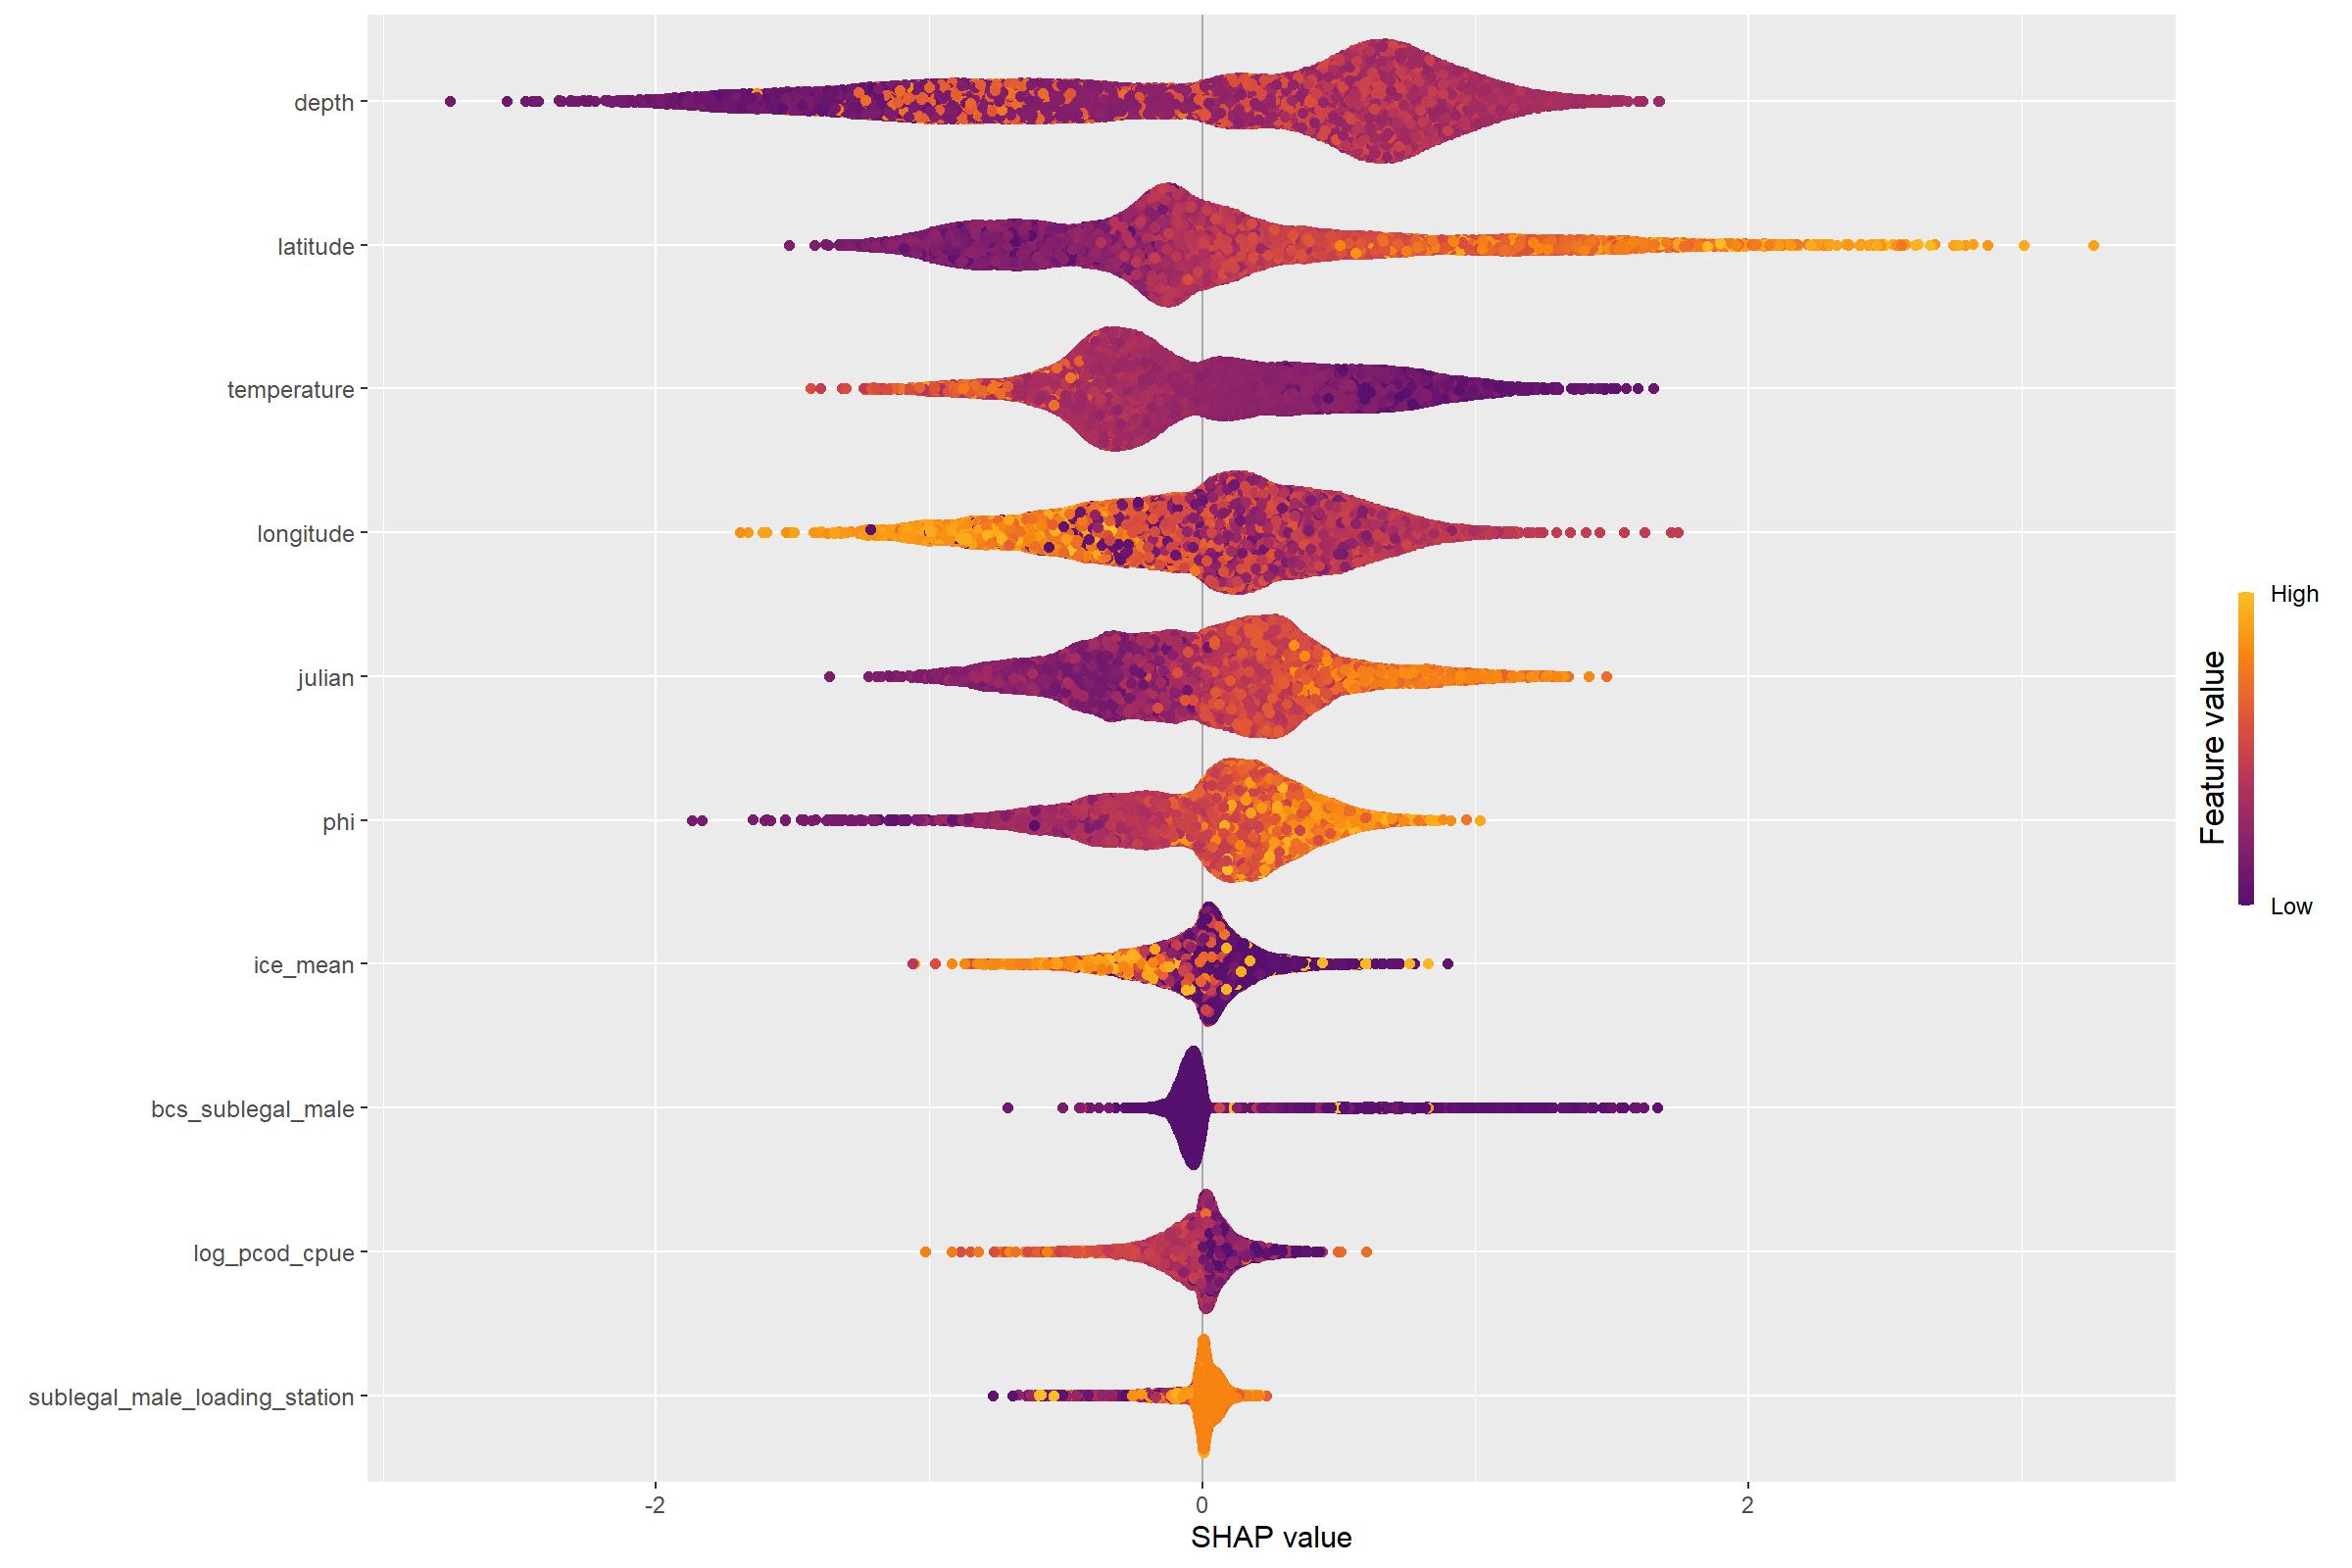 depth
latitude
temperature
longitude
julian
phi
ice_mean
bcs_sublegal_male
log_pcod_cpue
sublegal_male_loading_station
-2
0
2
SHAP value
Feature value
High
Low